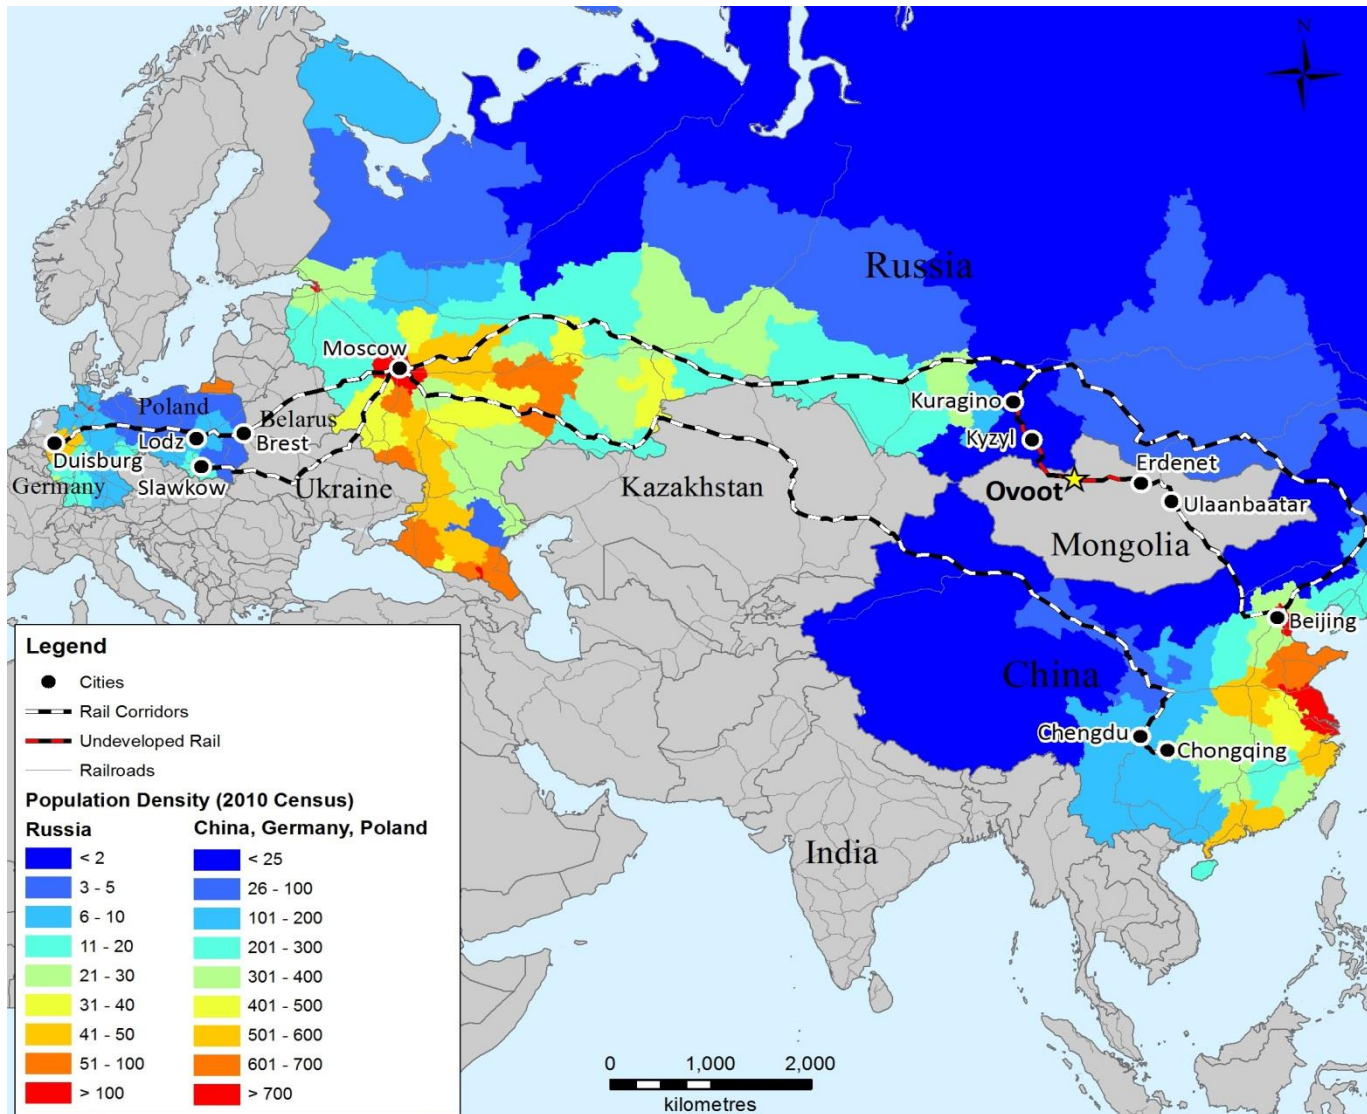 N
Russia
Moscow
Kuragino
Poland
Belarus
Lodz
Brest
Kyzyl
Duisburg
Erdenet
Germany
Slawkow
Ukraine
Kazakhstan
Ovoot
Ulaanbaatar
Mongolia
Beijing
China
Chengdu
Chongqing
India
Legend
Cities
Rail Corridors
Undeveloped Rail
Railroads
Population Density (2010 Census)
Russia China, Germany, Poland
< 2 < 25
3 - 5 26 - 100
6 - 10 101 - 200
11 - 20 201 - 300
21 - 30 301 - 400
31 - 40 401 - 500
41 - 50 501 - 600
51 - 100 601 - 700
> 100 > 700
0 1,000 2,000
kilometres